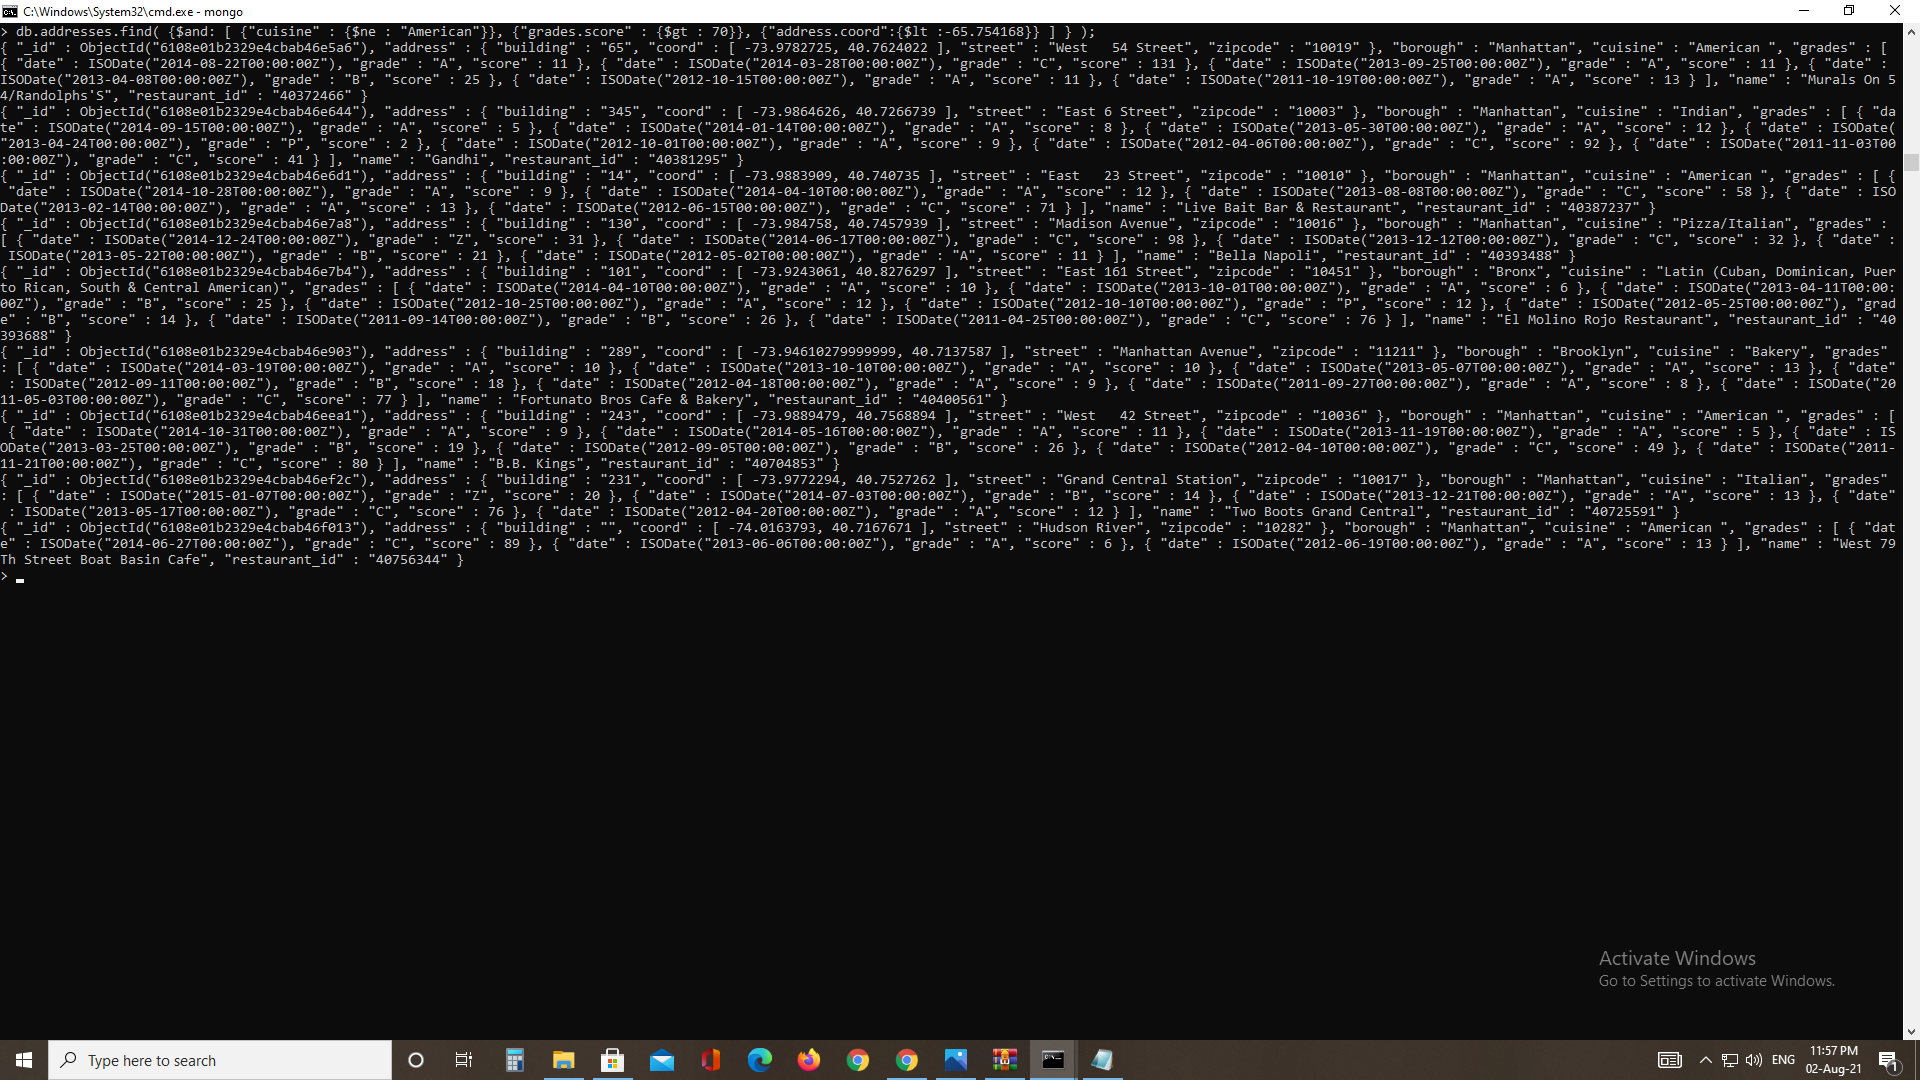 C:\Windows\System32\cmd.exe - mongo
> db.addresses.find( {$and: [ {"cuisine" : {$ne : "American"}}, {"grades.score" : {$gt : 70}}, {"address.coord":{$lt :-65.754168}} ] } );
{ "_id" : ObjectId("6108e01b2329e4cbab46e5a6"), "address" : { "building" : "65", "coord" : [ -73.9782725, 40.7624022 ], "street" : "West   54 Street", "zipcode" : "10019" }, "borough" : "Manhattan", "cuisine" : "American ", "grades" : [
{ "date" : ISODate("2014-08-22T00:00:00Z"), "grade" : "A", "score" : 11 }, { "date" : ISODate("2014-03-28T00:00:00Z"), "grade" : "C", "score" : 131 }, { "date" : ISODate("2013-09-25T00:00:00Z"), "grade" : "A", "score" : 11 }, { "date" :
ISODate("2013-04-08T00:00:00Z"), "grade" : "B", "score" : 25 }, { "date" : ISODate("2012-10-15T00:00:00Z"), "grade" : "A", "score" : 11 }, { "date" : ISODate("2011-10-19T00:00:00Z"), "grade" : "A", "score" : 13 } ], "name" : "Murals On 5
4/Randolphs'S", "restaurant_id" : "40372466" }
{ "_id" : ObjectId("6108e01b2329e4cbab46e644"), "address" : { "building" : "345", "coord" : [ -73.9864626, 40.7266739 ], "street" : "East 6 Street", "zipcode" : "10003" }, "borough" : "Manhattan", "cuisine" : "Indian", "grades" : [ { "da
te" : ISODate("2014-09-15T00:00:00Z"), "grade" : "A", "score" : 5 }, { "date" : ISODate("2014-01-14T00:00:00Z"), "grade" : "A", "score" : 8 }, { "date" : ISODate("2013-05-30T00:00:00Z"), "grade" : "A", "score" : 12 }, { "date" : ISODate(
"2013-04-24T00:00:00Z"), "grade" : "P", "score" : 2 }, { "date" : ISODate("2012-10-01T00:00:00Z"), "grade" : "A", "score" : 9 }, { "date" : ISODate("2012-04-06T00:00:00Z"), "grade" : "C", "score" : 92 }, { "date" : ISODate("2011-11-03T00
:00:00Z"), "grade" : "C", "score" : 41 } ], "name" : "Gandhi", "restaurant_id" : "40381295" }
{ "_id" : ObjectId("6108e01b2329e4cbab46e6d1"), "address" : { "building" : "14", "coord" : [ -73.9883909, 40.740735 ], "street" : "East   23 Street", "zipcode" : "10010" }, "borough" : "Manhattan", "cuisine" : "American ", "grades" : [ {
"date" : ISODate("2014-10-28T00:00:00Z"), "grade" : "A", "score" : 9 }, { "date" : ISODate("2014-04-10T00:00:00Z"), "grade" : "A", "score" : 12 }, { "date" : ISODate("2013-08-08T00:00:00Z"), "grade" : "C", "score" : 58 }, { "date" : ISO
Date("2013-02-14T00:00:00Z"), "grade" : "A", "score" : 13 }, { "date" : ISODate("2012-06-15T00:00:00Z"), "grade" : "C", "score" : 71 } ], "name" : "Live Bait Bar & Restaurant", "restaurant_id" : "40387237" }
{ "_id" : ObjectId("6108e01b2329e4cbab46e7a8"), "address" : { "building" : "130", "coord" : [ -73.984758, 40.7457939 ], "street" : "Madison Avenue", "zipcode" : "10016" }, "borough" : "Manhattan", "cuisine" : "Pizza/Italian", "grades" :
[ { "date" : ISODate("2014-12-24T00:00:00Z"), "grade" : "Z", "score" : 31 }, { "date" : ISODate("2014-06-17T00:00:00Z"), "grade" : "C", "score" : 98 }, { "date" : ISODate("2013-12-12T00:00:00Z"), "grade" : "C", "score" : 32 }, { "date" :
ISODate("2013-05-22T00:00:00Z"), "grade" : "B", "score" : 21 }, { "date" : ISODate("2012-05-02T00:00:00Z"), "grade" : "A", "score" : 11 } ], "name" : "Bella Napoli", "restaurant_id" : "40393488" }
{ "_id" : ObjectId("6108e01b2329e4cbab46e7b4"), "address" : { "building" : "101", "coord" : [ -73.9243061, 40.8276297 ], "street" : "East 161 Street", "zipcode" : "10451" }, "borough" : "Bronx", "cuisine" : "Latin (Cuban, Dominican, Puer
to Rican, South & Central American)", "grades" : [ { "date" : ISODate("2014-04-10T00:00:00Z"), "grade" : "A", "score" : 10 }, { "date" : ISODate("2013-10-01T00:00:00Z"), "grade" : "A", "score" : 6 }, { "date" : ISODate("2013-04-11T00:00:
00Z"), "grade" : "B", "score" : 25 }, { "date" : ISODate("2012-10-25T00:00:00Z"), "grade" : "A", "score" : 12 }, { "date" : ISODate("2012-10-10T00:00:00Z"), "grade" : "P", "score" : 12 }, { "date" : ISODate("2012-05-25T00:00:00Z"), "grad
e" : "B", "score" : 14 }, { "date" : ISODate("2011-09-14T00:00:00Z"), "grade" : "B", "score" : 26 }, { "date" : ISODate("2011-04-25T00:00:00Z"), "grade" : "C", "score" : 76 } ], "name" : "El Molino Rojo Restaurant", "restaurant_id" : "40
393688" }
{ "_id" : ObjectId("6108e01b2329e4cbab46e903"), "address" : { "building" : "289", "coord" : [ -73.94610279999999, 40.7137587 ], "street" : "Manhattan Avenue", "zipcode" : "11211" }, "borough" : "Brooklyn", "cuisine" : "Bakery", "grades"
: [ { "date" : ISODate("2014-03-19T00:00:00Z"), "grade" : "A", "score" : 10 }, { "date" : ISODate("2013-10-10T00:00:00Z"), "grade" : "A", "score" : 10 }, { "date" : ISODate("2013-05-07T00:00:00Z"), "grade" : "A", "score" : 13 }, { "date"
: ISODate("2012-09-11T00:00:00Z"), "grade" : "B", "score" : 18 }, { "date" : ISODate("2012-04-18T00:00:00Z"), "grade" : "A", "score" : 9 }, { "date" : ISODate("2011-09-27T00:00:00Z"), "grade" : "A", "score" : 8 }, { "date" : ISODate("20
11-05-03T00:00:00Z"), "grade" : "C", "score" : 77 } ], "name" : "Fortunato Bros Cafe & Bakery", "restaurant_id" : "40400561" }
{ "_id" : ObjectId("6108e01b2329e4cbab46eea1"), "address" : { "building" : "243", "coord" : [ -73.9889479, 40.7568894 ], "street" : "West   42 Street", "zipcode" : "10036" }, "borough" : "Manhattan", "cuisine" : "American ", "grades" : [
{ "date" : ISODate("2014-10-31T00:00:00Z"), "grade" : "A", "score" : 9 }, { "date" : ISODate("2014-05-16T00:00:00Z"), "grade" : "A", "score" : 11 }, { "date" : ISODate("2013-11-19T00:00:00Z"), "grade" : "A", "score" : 5 }, { "date" : IS
ODate("2013-03-25T00:00:00Z"), "grade" : "B", "score" : 19 }, { "date" : ISODate("2012-09-05T00:00:00Z"), "grade" : "B", "score" : 26 }, { "date" : ISODate("2012-04-10T00:00:00Z"), "grade" : "C", "score" : 49 }, { "date" : ISODate("2011-
11-21T00:00:00Z"), "grade" : "C", "score" : 80 } ], "name" : "B.B. Kings", "restaurant_id" : "40704853" }
{ "_id" : ObjectId("6108e01b2329e4cbab46ef2c"), "address" : { "building" : "231", "coord" : [ -73.9772294, 40.7527262 ], "street" : "Grand Central Station", "zipcode" : "10017" }, "borough" : "Manhattan", "cuisine" : "Italian", "grades"
: [ { "date" : ISODate("2015-01-07T00:00:00Z"), "grade" : "Z", "score" : 20 }, { "date" : ISODate("2014-07-03T00:00:00Z"), "grade" : "B", "score" : 14 }, { "date" : ISODate("2013-12-21T00:00:00Z"), "grade" : "A", "score" : 13 }, { "date"
: ISODate("2013-05-17T00:00:00Z"), "grade" : "C", "score" : 76 }, { "date" : ISODate("2012-04-20T00:00:00Z"), "grade" : "A", "score" : 12 } ], "name" : "Two Boots Grand Central", "restaurant_id" : "40725591" }
{ "_id" : ObjectId("6108e01b2329e4cbab46f013"), "address" : { "building" : "", "coord" : [ -74.0163793, 40.7167671 ], "street" : "Hudson River", "zipcode" : "10282" }, "borough" : "Manhattan", "cuisine" : "American ", "grades" : [ { "dat
e" : ISODate("2014-06-27T00:00:00Z"), "grade" : "C", "score" : 89 }, { "date" : ISODate("2013-06-06T00:00:00Z"), "grade" : "A", "score" : 6 }, { "date" : ISODate("2012-06-19T00:00:00Z"), "grade" : "A", "score" : 13 } ], "name" : "West 79
Th Street Boat Basin Cafe", "restaurant_id" : "40756344" }
>
Activate Windows
Go to Settings to activate Windows.
Type here to search
ENG
11:57 PM
02-Aug-21
1